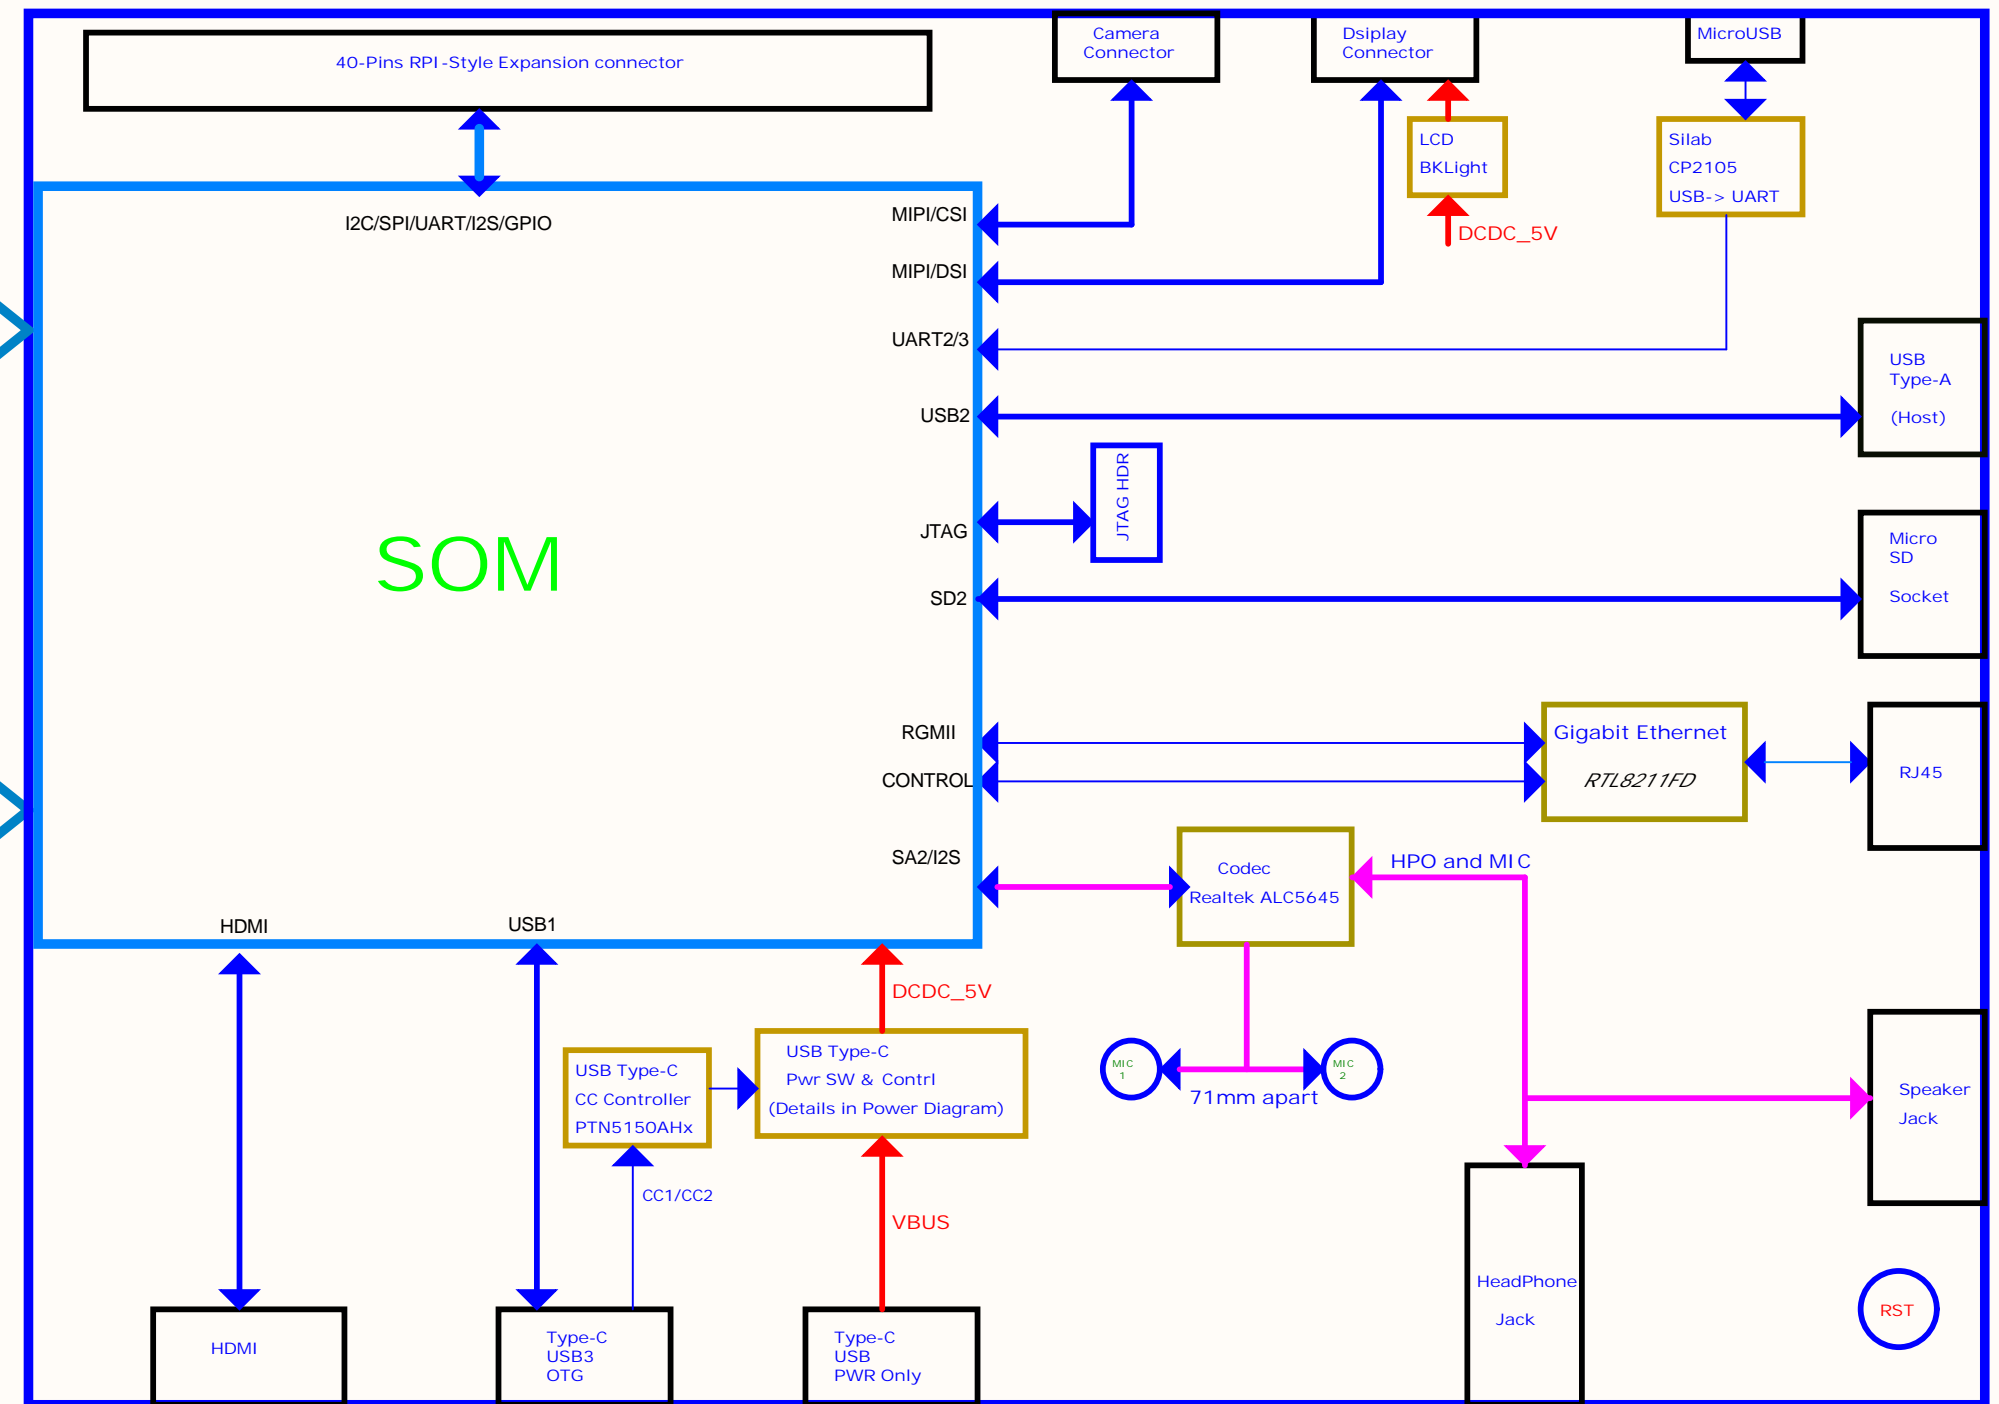 40-Pins RPI-Style Expansion connector
Camera
Connector
Dsiplay
Connector
MicroUSB
LCD
BKLight
DCDC_5V
Silab
CP2105
USB-> UART
I2C/SPI/UART/I2S/GPIO
MIPI/CSI
MIPI/DSI
UART2/3
USB2
JTAG
SD2
RGMII
CONTROL
SA2/I2S
SOM
HDMI
USB1
JTAG HDR
USB
Type-A
(Host)
Micro
SD
Socket
Gigabit Ethernet
RTL8211FD
RJ45
Codec
Realtek ALC5645
HPO and MIC
DCDC_5V
USB Type-C
CC Controller
PTN5150AHx
USB Type-C
Pwr SW & Contrl
(Details in Power Diagram)
MIC
1
MIC
2
71mm apart
Speaker
Jack
CC1/CC2
VBUS
HeadPhone
Jack
RST
HDMI
Type-C
USB3
OTG
Type-C
USB
PWR Only